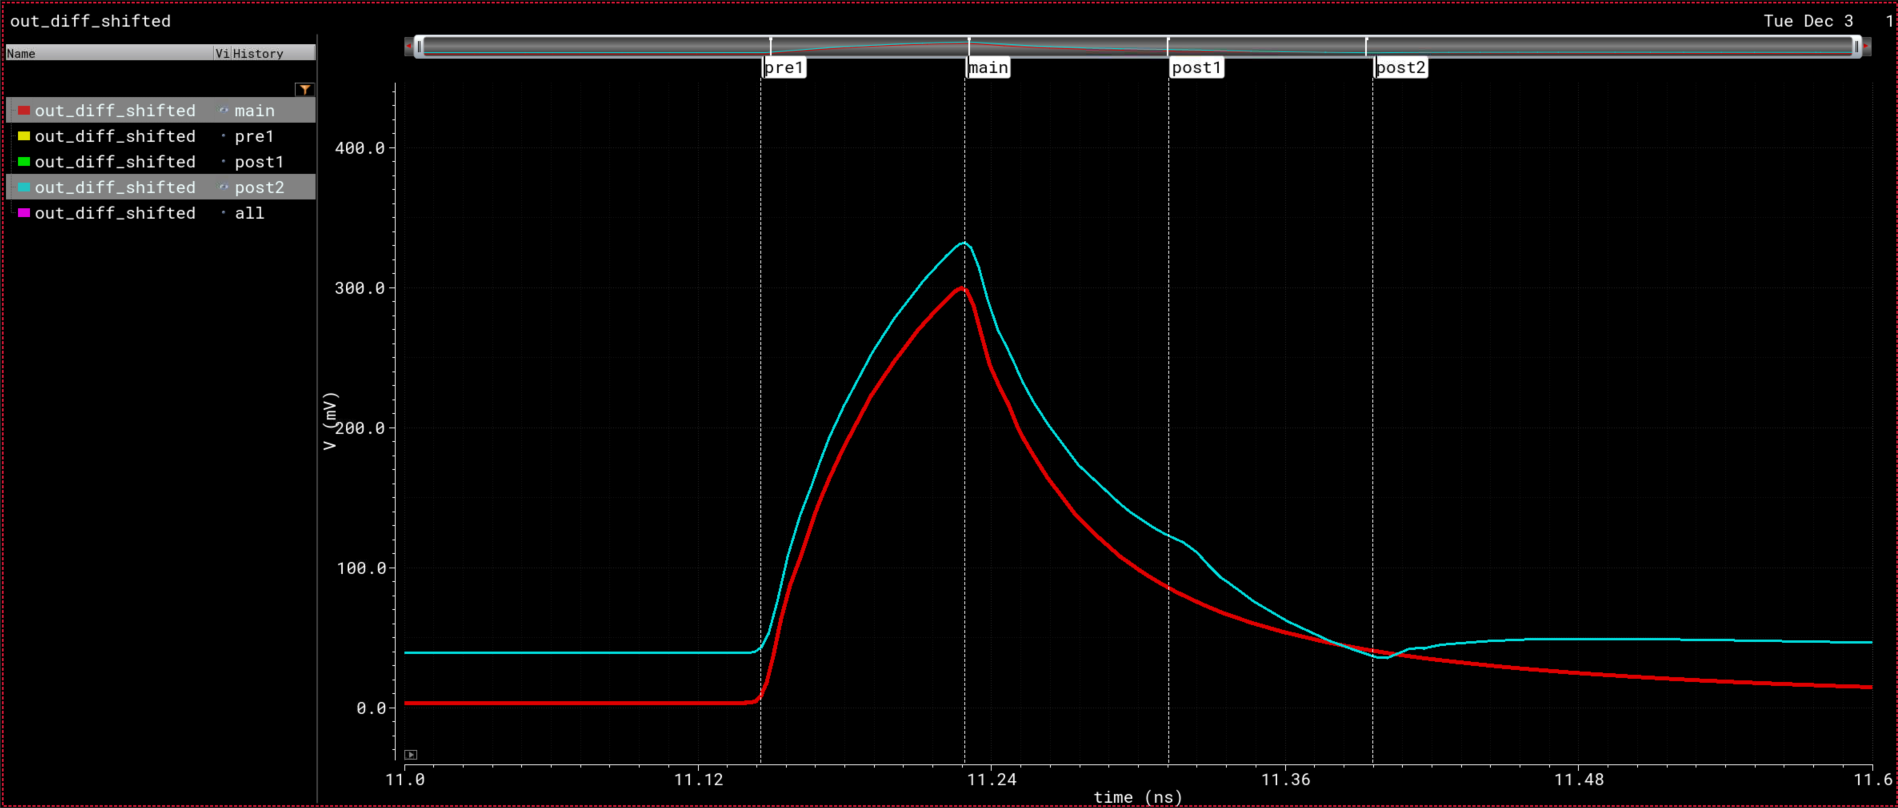 out_diff_shifted
Tue Dec 3 1
Name Vi History
pre1 main post1 post2
out_diff_shifted main
out_diff_shifted pre1
out_diff_shifted post1
out_diff_shifted post2
out_diff_shifted all
400.0
300.0
200.0
100.0
0.0
V (mV)
11.0 11.12 11.24 11.36 11.48 11.6
time (ns)